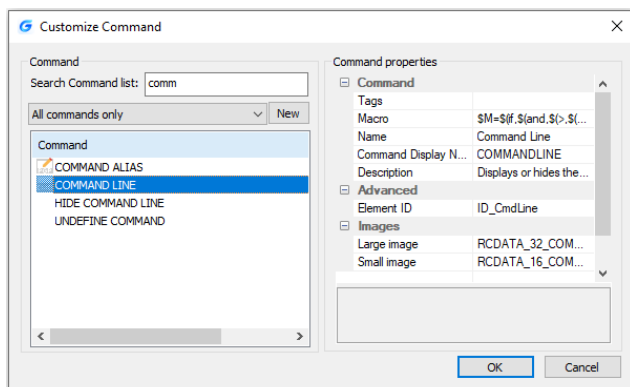 Customize Command
Command
Search Command list: comm
All commands only New
Command
COMMAND ALIAS
COMMAND LINE
HIDE COMMAND LINE
UNDEFINE COMMAND
Command properties
Command
Tags
Macro $M=$(if,$(and,$(>,$(...
Name Command Line
Command Display N... COMMANDLINE
Description Displays or hides the...
Advanced
Element ID ID_CmdLine
Images
Large image RCDATA_32_COM...
Small image RCDATA_16_COM...
OK Cancel